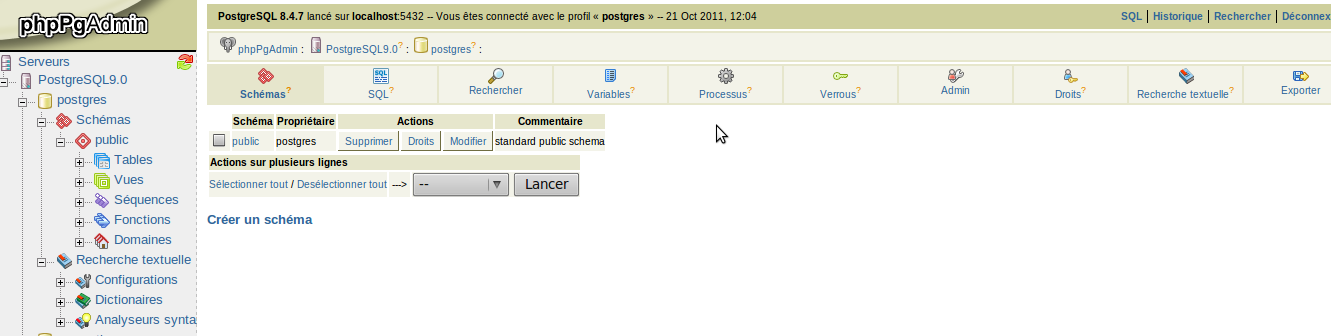 phpPgAdmin
Serveurs
PostgreSQL9.0
postgres
Schémas
public
Tables
Vues
Séquences
Fonctions
Domaines
Recherche textuelle
Configurations
Dictionaires
Analyseurs synta
PostgreSQL 8.4.7 lancé sur localhost:5432 -- Vous êtes connecté avec le profil « postgres » -- 21 Oct 2011, 12:04
SQL | Historique | Rechercher | Déconnex
phpPgAdmin : PostgreSQL9.0? : postgres? :
Schémas? SQL? Rechercher Variables? Processus? Verrous? Admin Droits? Recherche textuelle? Exporter
Schéma Propriétaire Actions Commentaire
public postgres Supprimer Droits Modifier standard public schema
Actions sur plusieurs lignes
Sélectionner tout / Desélectionner tout ---> -- Lancer
Créer un schéma